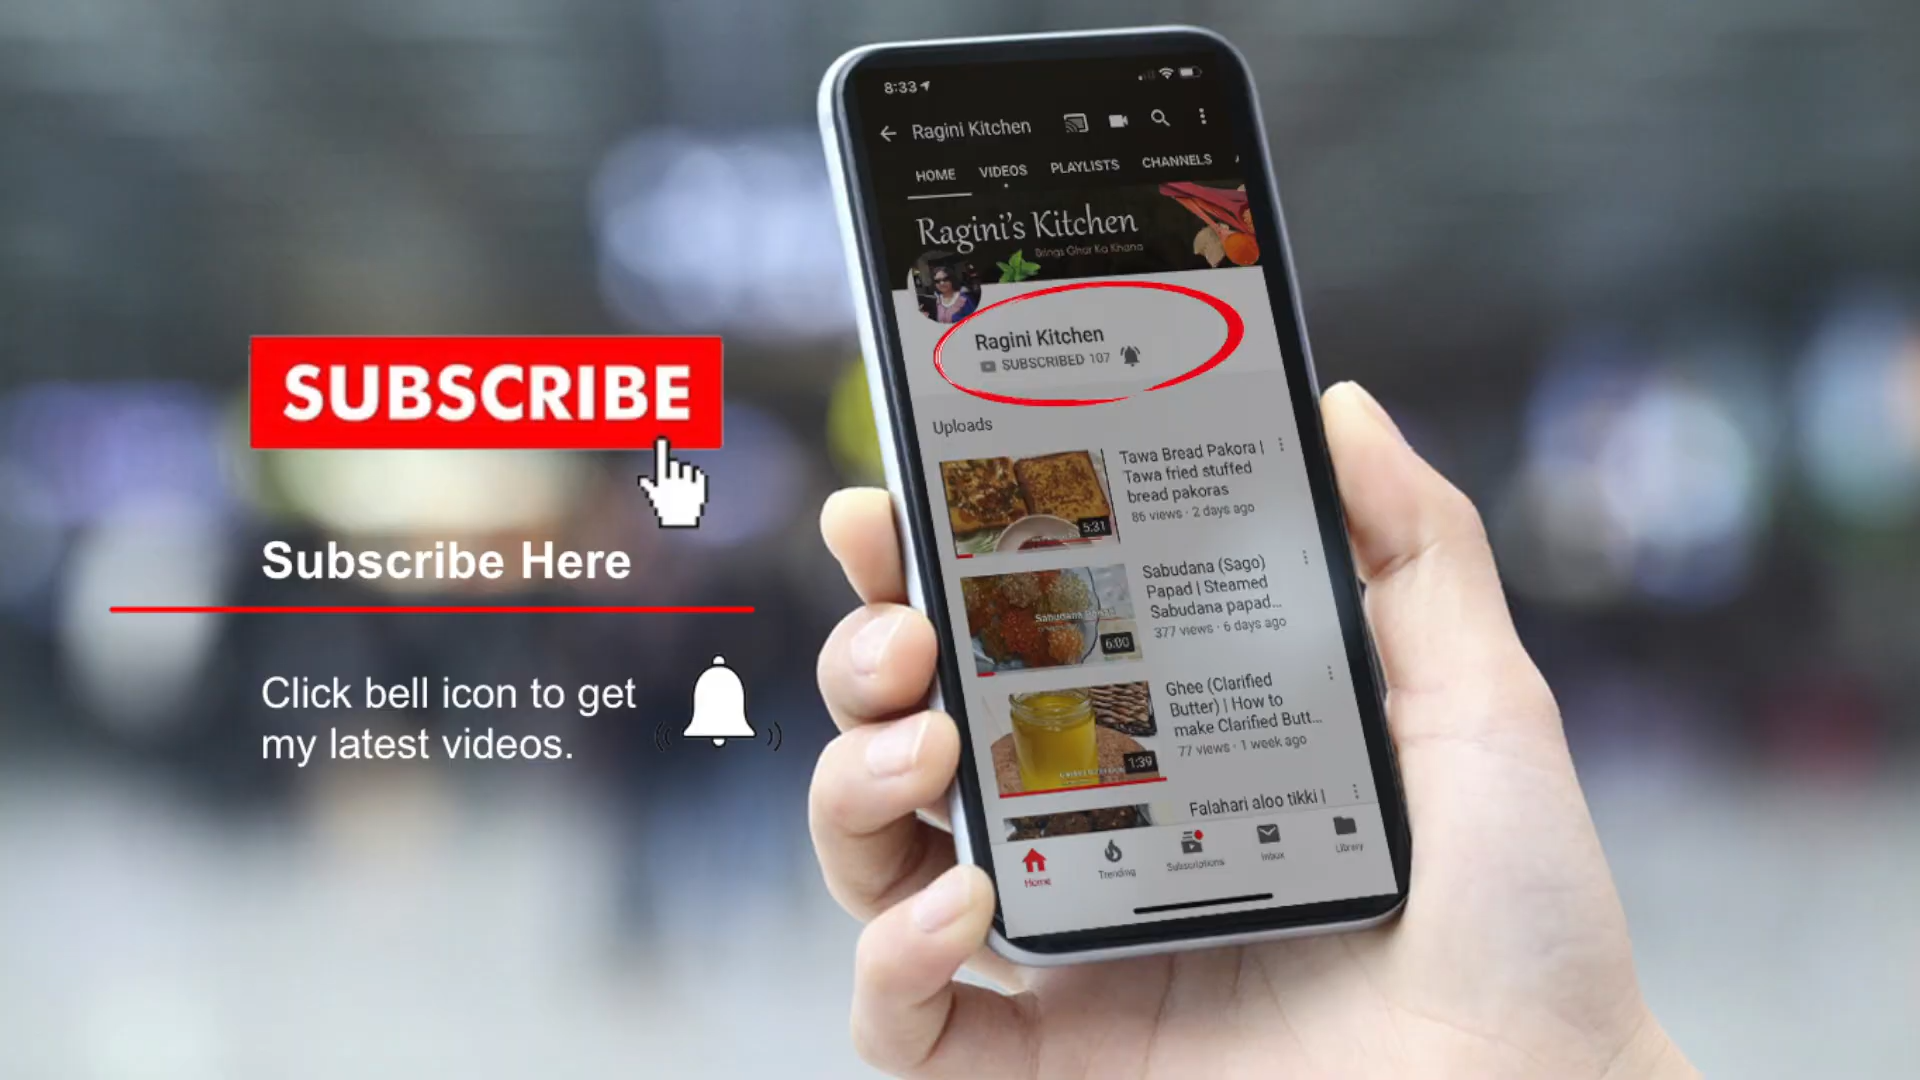 SUBSCRIBE
Subscribe Here
Click bell icon to get
my latest videos.
8:33
Ragini Kitchen
HOME VIDEOS PLAYLISTS CHANNELS
Ragini's Kitchen
Brings Ghar Ka Khana
Ragini Kitchen
SUBSCRIBED 107
Uploads
Tawa Bread Pakora |
Tawa fried stuffed
bread pakoras
86 views · 2 days ago
5:31
Sabudana (Sago)
Papad | Steamed
Sabudana papad...
377 views · 6 days ago
6:00
Ghee (Clarified
Butter) | How to
make Clarified Butt...
77 views · 1 week ago
1:39
Falahari aloo tikki |
Home Trending Subscriptions Inbox Library